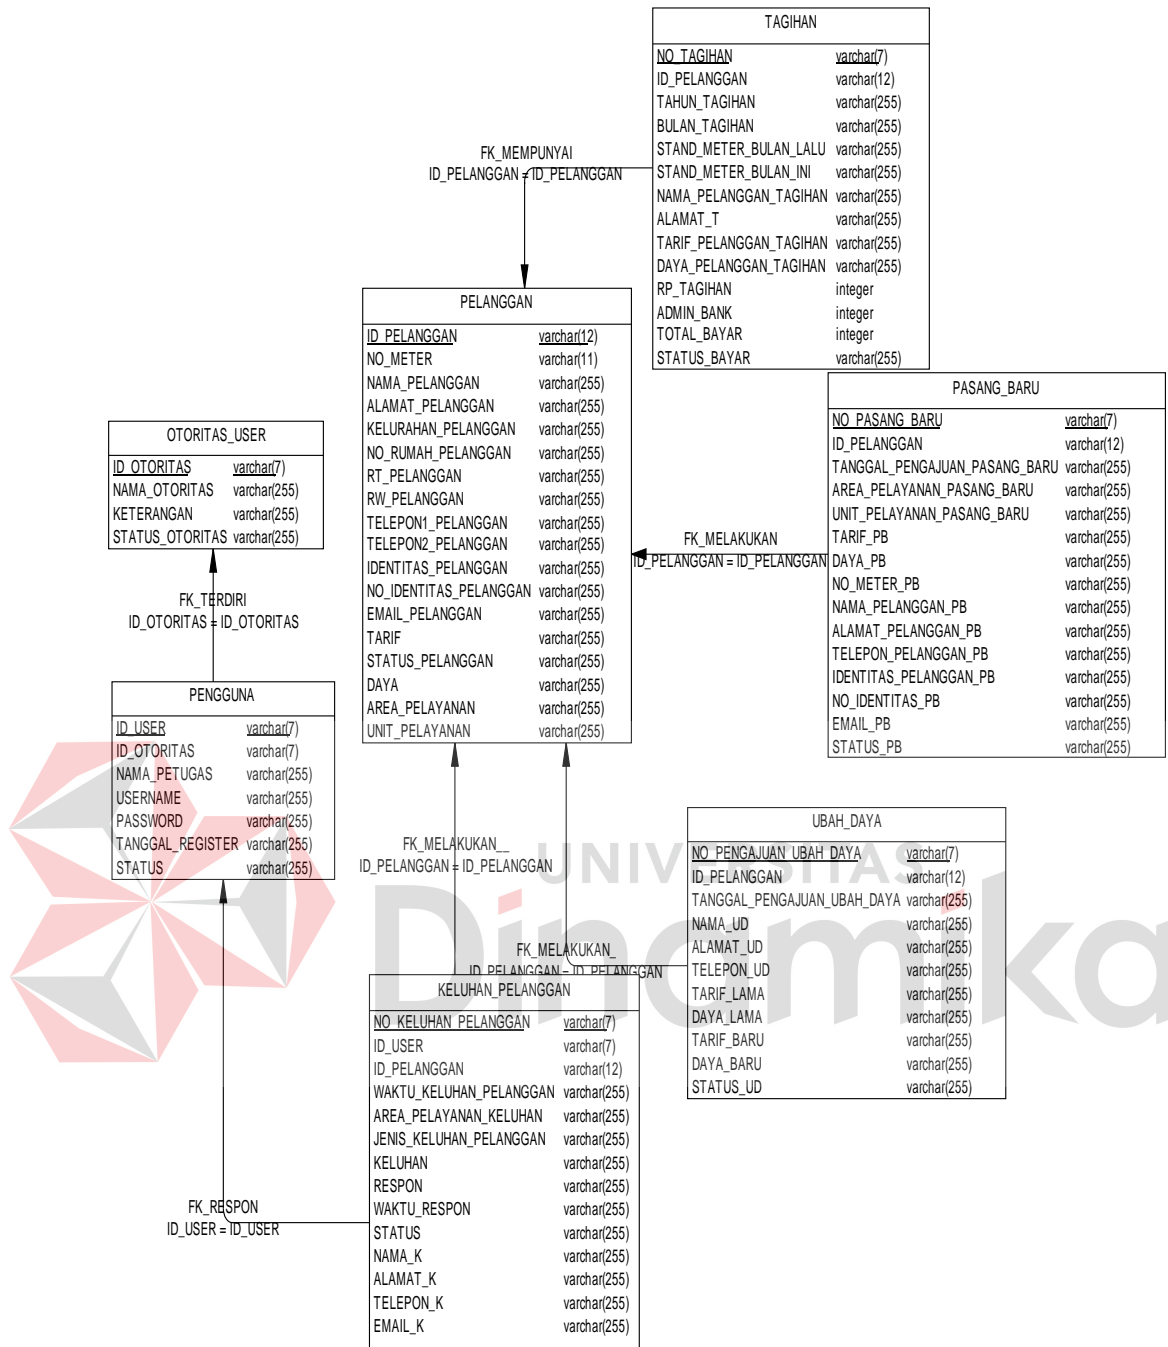 TAGIHAN
NO_TAGIHAN varchar(7)
ID_PELANGGAN varchar(12)
TAHUN_TAGIHAN varchar(255)
BULAN_TAGIHAN varchar(255)
STAND_METER_BULAN_LALU varchar(255)
STAND_METER_BULAN_INI varchar(255)
NAMA_PELANGGAN_TAGIHAN varchar(255)
ALAMAT_T varchar(255)
TARIF_PELANGGAN_TAGIHAN varchar(255)
DAYA_PELANGGAN_TAGIHAN varchar(255)
RP_TAGIHAN integer
ADMIN_BANK integer
TOTAL_BAYAR integer
STATUS_BAYAR varchar(255)
FK_MEMPUNYAI
ID_PELANGGAN = ID_PELANGGAN
PELANGGAN
ID_PELANGGAN varchar(12)
NO_METER varchar(11)
NAMA_PELANGGAN varchar(255)
ALAMAT_PELANGGAN varchar(255)
KELURAHAN_PELANGGAN varchar(255)
NO_RUMAH_PELANGGAN varchar(255)
RT_PELANGGAN varchar(255)
RW_PELANGGAN varchar(255)
TELEPON1_PELANGGAN varchar(255)
TELEPON2_PELANGGAN varchar(255)
IDENTITAS_PELANGGAN varchar(255)
NO_IDENTITAS_PELANGGAN varchar(255)
EMAIL_PELANGGAN varchar(255)
TARIF varchar(255)
STATUS_PELANGGAN varchar(255)
DAYA varchar(255)
AREA_PELAYANAN varchar(255)
UNIT_PELAYANAN varchar(255)
PASANG_BARU
NO_PASANG_BARU varchar(7)
ID_PELANGGAN varchar(12)
TANGGAL_PENGAJUAN_PASANG_BARU varchar(255)
AREA_PELAYANAN_PASANG_BARU varchar(255)
UNIT_PELAYANAN_PASANG_BARU varchar(255)
TARIF_PB varchar(255)
DAYA_PB varchar(255)
NO_METER_PB varchar(255)
NAMA_PELANGGAN_PB varchar(255)
ALAMAT_PELANGGAN_PB varchar(255)
TELEPON_PELANGGAN_PB varchar(255)
IDENTITAS_PELANGGAN_PB varchar(255)
NO_IDENTITAS_PB varchar(255)
EMAIL_PB varchar(255)
STATUS_PB varchar(255)
FK_MELAKUKAN
ID_PELANGGAN = ID_PELANGGAN
OTORITAS_USER
ID_OTORITAS varchar(7)
NAMA_OTORITAS varchar(255)
KETERANGAN varchar(255)
STATUS_OTORITAS varchar(255)
FK_TERDIRI
ID_OTORITAS = ID_OTORITAS
PENGGUNA
ID_USER varchar(7)
ID_OTORITAS varchar(7)
NAMA_PETUGAS varchar(255)
USERNAME varchar(255)
PASSWORD varchar(255)
TANGGAL_REGISTER varchar(255)
STATUS varchar(255)
FK_MELAKUKAN__
ID_PELANGGAN = ID_PELANGGAN
UBAH_DAYA
NO_PENGAJUAN_UBAH_DAYA varchar(7)
ID_PELANGGAN varchar(12)
TANGGAL_PENGAJUAN_UBAH_DAYA varchar(255)
NAMA_UD varchar(255)
ALAMAT_UD varchar(255)
TELEPON_UD varchar(255)
TARIF_LAMA varchar(255)
DAYA_LAMA varchar(255)
TARIF_BARU varchar(255)
DAYA_BARU varchar(255)
STATUS_UD varchar(255)
UNIVERSITAS
Dinamika
FK_MELAKUKAN_
ID_PELANGGAN = ID_PELANGGAN
KELUHAN_PELANGGAN
NO_KELUHAN_PELANGGAN varchar(7)
ID_USER varchar(7)
ID_PELANGGAN varchar(12)
WAKTU_KELUHAN_PELANGGAN varchar(255)
AREA_PELAYANAN_KELUHAN varchar(255)
JENIS_KELUHAN_PELANGGAN varchar(255)
KELUHAN varchar(255)
RESPON varchar(255)
WAKTU_RESPON varchar(255)
STATUS varchar(255)
NAMA_K varchar(255)
ALAMAT_K varchar(255)
TELEPON_K varchar(255)
EMAIL_K varchar(255)
FK_RESPON
ID_USER = ID_USER